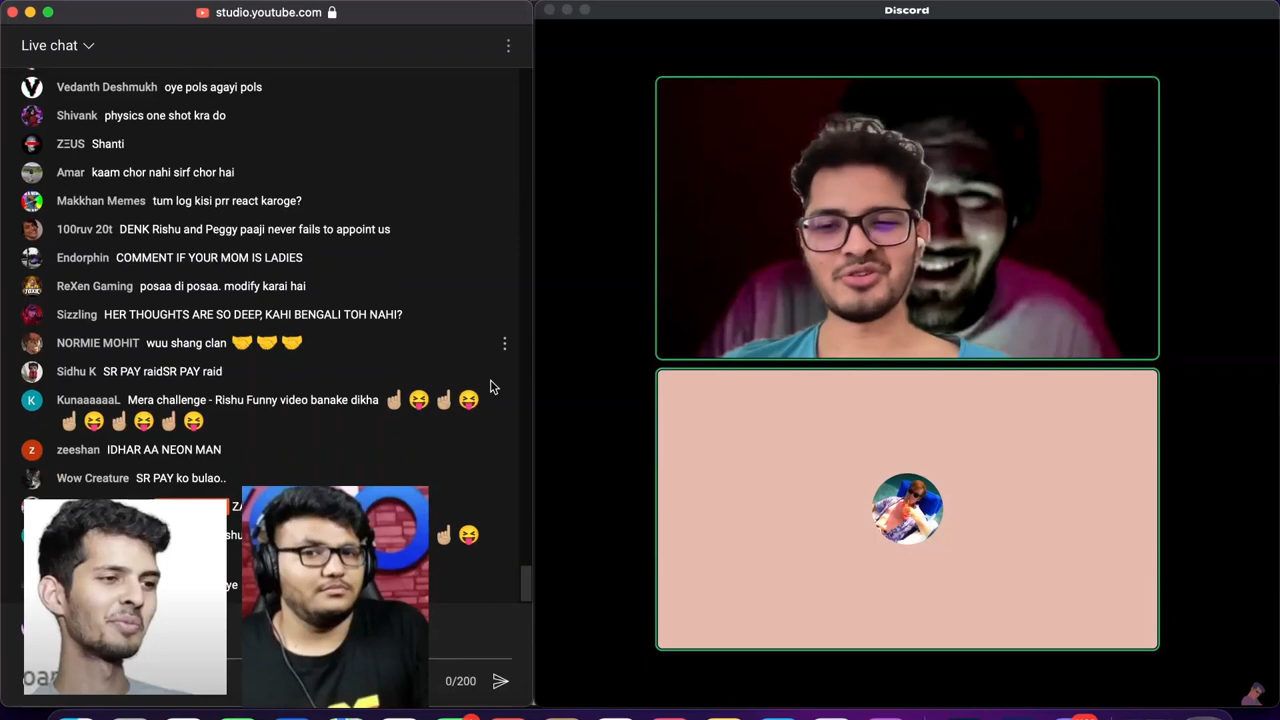 studio.youtube.com
Discord
Live chat
Vedanth Deshmukh oye pols agayi pols
Shivank physics one shot kra do
ZΞUS Shanti
Amar kaam chor nahi sirf chor hai
Makkhan Memes tum log kisi prr react karoge?
100ruv 20t DENK Rishu and Peggy paaji never fails to appoint us
Endorphin COMMENT IF YOUR MOM IS LADIES
ReXen Gaming posaa di posaa. modify karai hai
Sizzling HER THOUGHTS ARE SO DEEP, KAHI BENGALI TOH NAHI?
NORMIE MOHIT wuu shang clan 🤝🤝🤝
Sidhu K SR PAY raidSR PAY raid
K KunaaaaaaL Mera challenge - Rishu Funny video banake dikha ☝🏼😝☝🏼😝
☝🏼😝☝🏼😝☝🏼😝
z zeeshan IDHAR AA NEON MAN
Wow Creature SR PAY ko bulao..
0/200